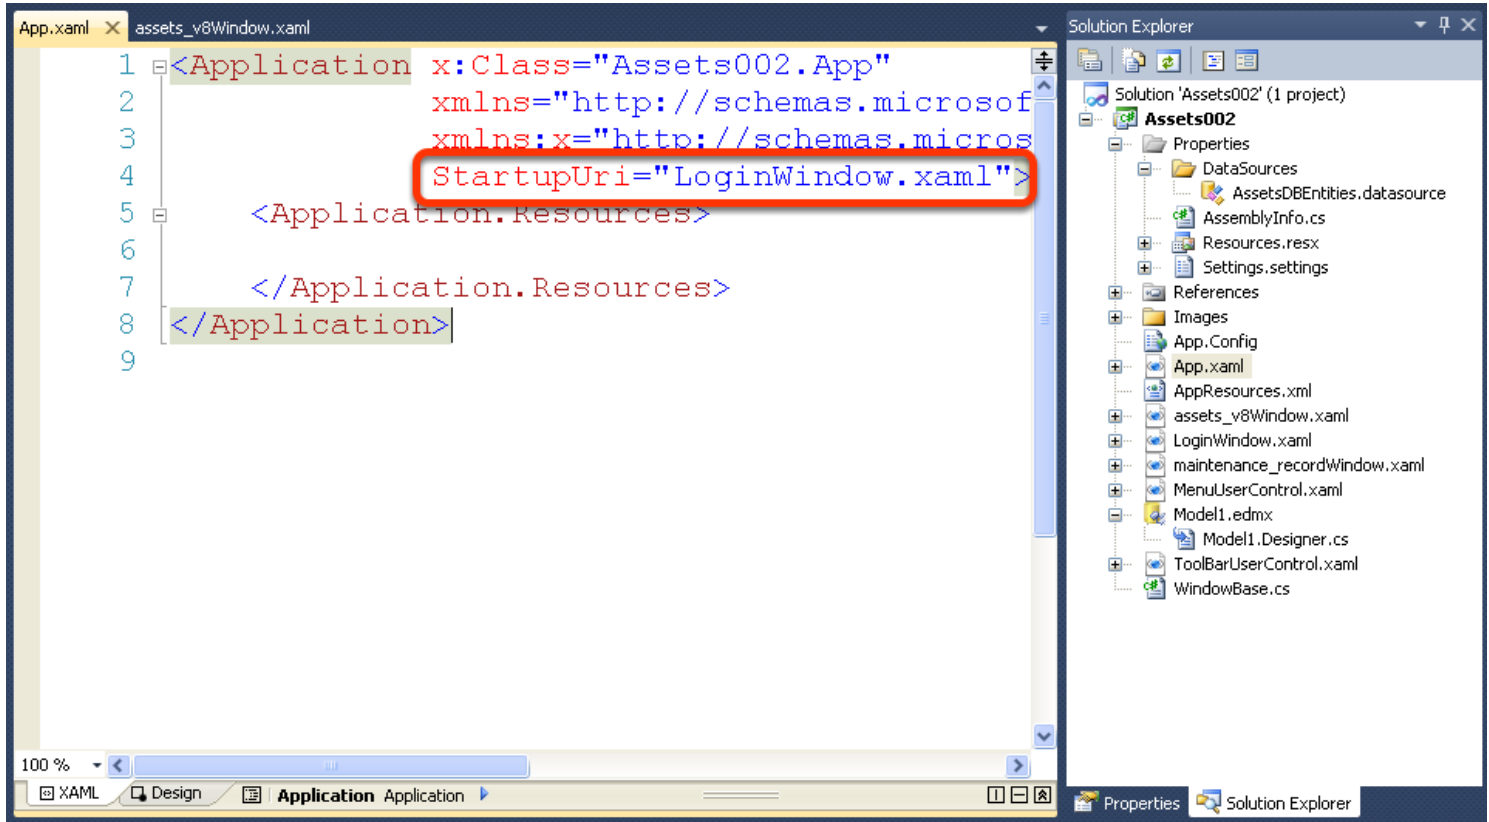 App.xaml
assets_v8Window.xaml
1 <Application x:Class="Assets002.App"
2 xmlns="http://schemas.microsof
3 xmlns:x="http://schemas.micros
4 StartupUri="LoginWindow.xaml">
5 <Application.Resources>
6
7 </Application.Resources>
8 </Application>
9
100 %
XAML
Design
Application Application
Solution Explorer
Solution 'Assets002' (1 project)
Assets002
Properties
DataSources
AssetsDBEntities.datasource
AssemblyInfo.cs
Resources.resx
Settings.settings
References
Images
App.Config
App.xaml
AppResources.xml
assets_v8Window.xaml
LoginWindow.xaml
maintenance_recordWindow.xaml
MenuUserControl.xaml
Model1.edmx
Model1.Designer.cs
ToolBarUserControl.xaml
WindowBase.cs
Properties
Solution Explorer